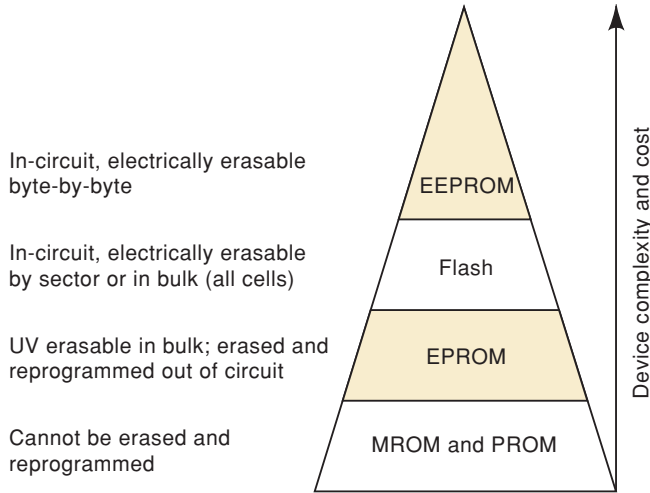 In-circuit, electrically erasable
byte-by-byte
EEPROM
In-circuit, electrically erasable
by sector or in bulk (all cells)
Flash
UV erasable in bulk; erased and
reprogrammed out of circuit
EPROM
Cannot be erased and
reprogrammed
MROM and PROM
Device complexity and cost